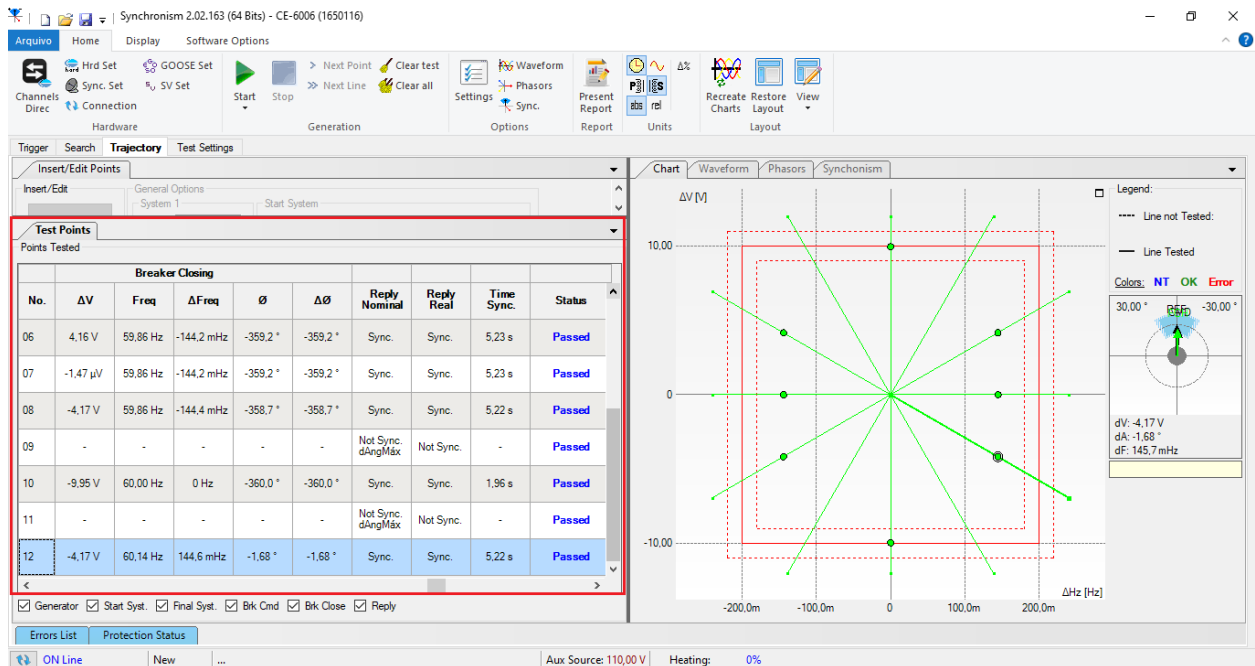 Synchronism 2.02.163 (64 Bits) - CE-6006 (1650116)
Arquivo Home Display Software Options
Hrd Set GOOSE Set > Next Point Clear test Waveform Δ%
Sync. Set SV Set >> Next Line Clear all Phasors
Connection Sync.
Channels Direc Start Stop Settings Present Report abs rel Recreate Charts Restore Layout View
Hardware Generation Options Report Units Layout
Trigger Search Trajectory Test Settings
Insert/Edit Points
Insert/Edit General Options
System 1 Start System
Test Points
Points Tested
Breaker Closing
No. ΔV Freq ΔFreq Ø ΔØ Reply Nominal Reply Real Time Sync. Status
06 4,16 V 59,86 Hz -144,2 mHz -359,2 ° -359,2 ° Sync. Sync. 5,23 s Passed
07 -1,47 µV 59,86 Hz -144,2 mHz -359,2 ° -359,2 ° Sync. Sync. 5,23 s Passed
08 -4,17 V 59,86 Hz -144,4 mHz -358,7 ° -358,7 ° Sync. Sync. 5,22 s Passed
09 - - - - - Not Sync. dAngMáx Not Sync. - Passed
10 -9,95 V 60,00 Hz 0 Hz -360,0 ° -360,0 ° Sync. Sync. 1,96 s Passed
11 - - - - - Not Sync. dAngMáx Not Sync. - Passed
12 -4,17 V 60,14 Hz 144,6 mHz -1,68 ° -1,68 ° Sync. Sync. 5,22 s Passed
Generator Start Syst. Final Syst. Brk Cmd Brk Close Reply
Chart Waveform Phasors Synchonism
ΔV [V]
10,00
0
-10,00
-200,0m -100,0m 0 100,0m 200,0m
ΔHz [Hz]
Legend:
Line not Tested:
Line Tested
Colors: NT OK Error
30,00 ° -30,00 °
dV: -4,17 V
dA: -1,68 °
dF: 145,7 mHz
Errors List Protection Status
ON Line New ... Aux Source: 110,00 V Heating: 0%